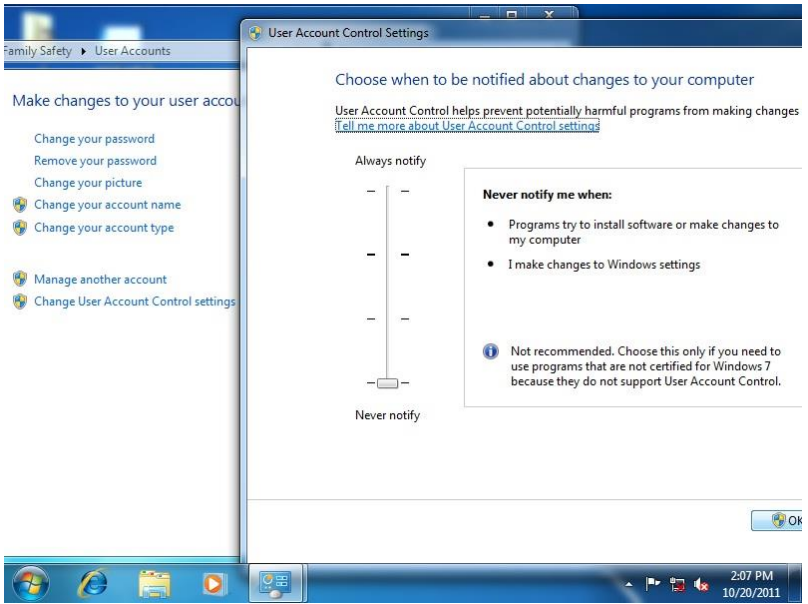 Family Safety ▸ User Accounts
Make changes to your user accou
Change your password
Remove your password
Change your picture
Change your account name
Change your account type
Manage another account
Change User Account Control settings
User Account Control Settings
Choose when to be notified about changes to your computer
User Account Control helps prevent potentially harmful programs from making changes
Tell me more about User Account Control settings
Always notify
Never notify me when:
• Programs try to install software or make changes to
my computer
• I make changes to Windows settings
Not recommended. Choose this only if you need to
use programs that are not certified for Windows 7
because they do not support User Account Control.
Never notify
OK
2:07 PM
10/20/2011